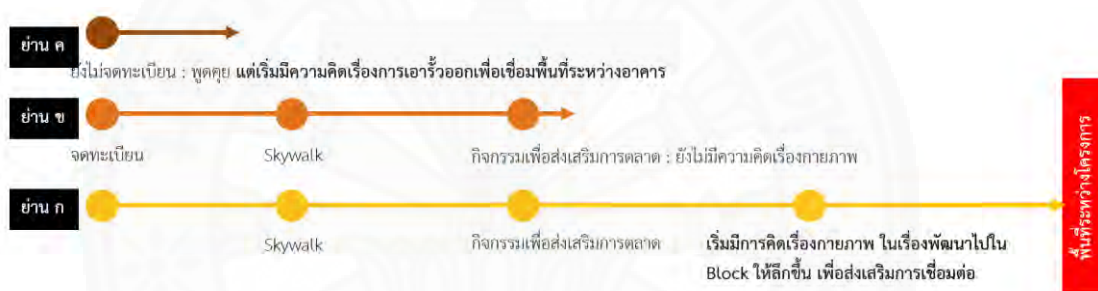 ย่าน ค
ยังไม่จดทะเบียน : พูดคุย แต่เริ่มมีความคิดเรื่องการเอารั้วออกเพื่อเชื่อมพื้นที่ระหว่างอาคาร
ย่าน ข
จดทะเบียน
Skywalk
กิจกรรมเพื่อส่งเสริมการตลาด : ยังไม่มีความคิดเรื่องกายภาพ
ย่าน ก
Skywalk
กิจกรรมเพื่อส่งเสริมการตลาด
เริ่มมีการคิดเรื่องกายภาพ ในเรื่องพัฒนาไปใน
Block ให้ลึกขึ้น เพื่อส่งเสริมการเชื่อมต่อ
พื้นที่ระหว่างโครงการ